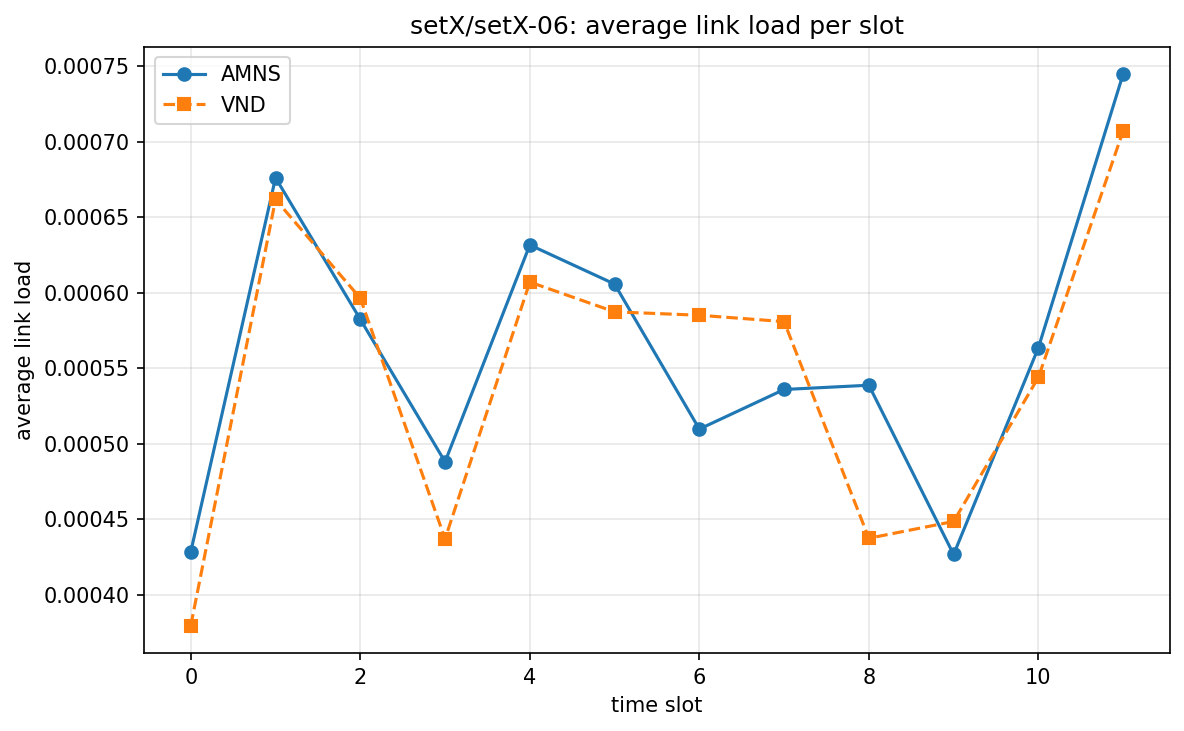 setX/setX-06: average link load per slot
AMNS
VND
average link load
0.00075
0.00070
0.00065
0.00060
0.00055
0.00050
0.00045
0.00040
0 2 4 6 8 10
time slot